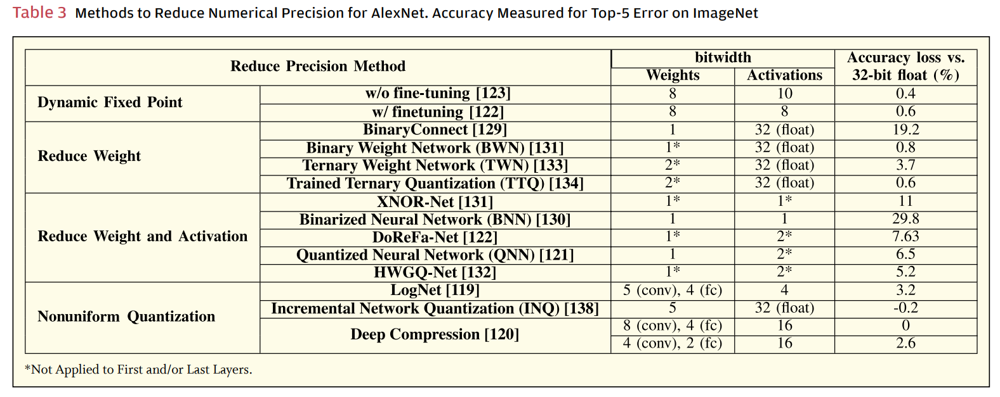 Table 3 Methods to Reduce Numerical Precision for AlexNet. Accuracy Measured for Top-5 Error on ImageNet
Reduce Precision Method bitwidth Accuracy loss vs. 32-bit float (%)
Weights Activations
Dynamic Fixed Point w/o fine-tuning [123] 8 10 0.4
w/ finetuning [122] 8 8 0.6
Reduce Weight BinaryConnect [129] 1 32 (float) 19.2
Binary Weight Network (BWN) [131] 1* 32 (float) 0.8
Ternary Weight Network (TWN) [133] 2* 32 (float) 3.7
Trained Ternary Quantization (TTQ) [134] 2* 32 (float) 0.6
Reduce Weight and Activation XNOR-Net [131] 1* 1* 11
Binarized Neural Network (BNN) [130] 1 1 29.8
DoReFa-Net [122] 1* 2* 7.63
Quantized Neural Network (QNN) [121] 1 2* 6.5
HWGQ-Net [132] 1* 2* 5.2
Nonuniform Quantization LogNet [119] 5 (conv), 4 (fc) 4 3.2
Incremental Network Quantization (INQ) [138] 5 32 (float) -0.2
Deep Compression [120] 8 (conv), 4 (fc) 16 0
4 (conv), 2 (fc) 16 2.6
*Not Applied to First and/or Last Layers.